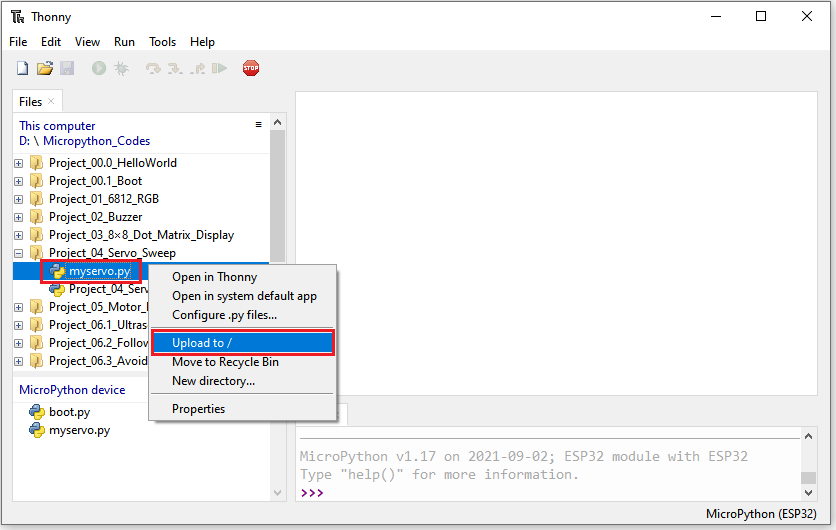 Thonny
File Edit View Run Tools Help
STOP
Files
This computer
D: \ Micropython_Codes
Project_00.0_HelloWorld
Project_00.1_Boot
Project_01_6812_RGB
Project_02_Buzzer
Project_03_8×8_Dot_Matrix_Display
Project_04_Servo_Sweep
myservo.py
Project_04_Serv
Project_05_Motor_
Project_06.1_Ultras
Project_06.2_Follow
Project_06.3_Avoid
Open in Thonny
Open in system default app
Configure .py files...
Upload to /
Move to Recycle Bin
New directory...
Properties
MicroPython device
boot.py
myservo.py
MicroPython v1.17 on 2021-09-02; ESP32 module with ESP32
Type "help()" for more information.
>>>
MicroPython (ESP32)